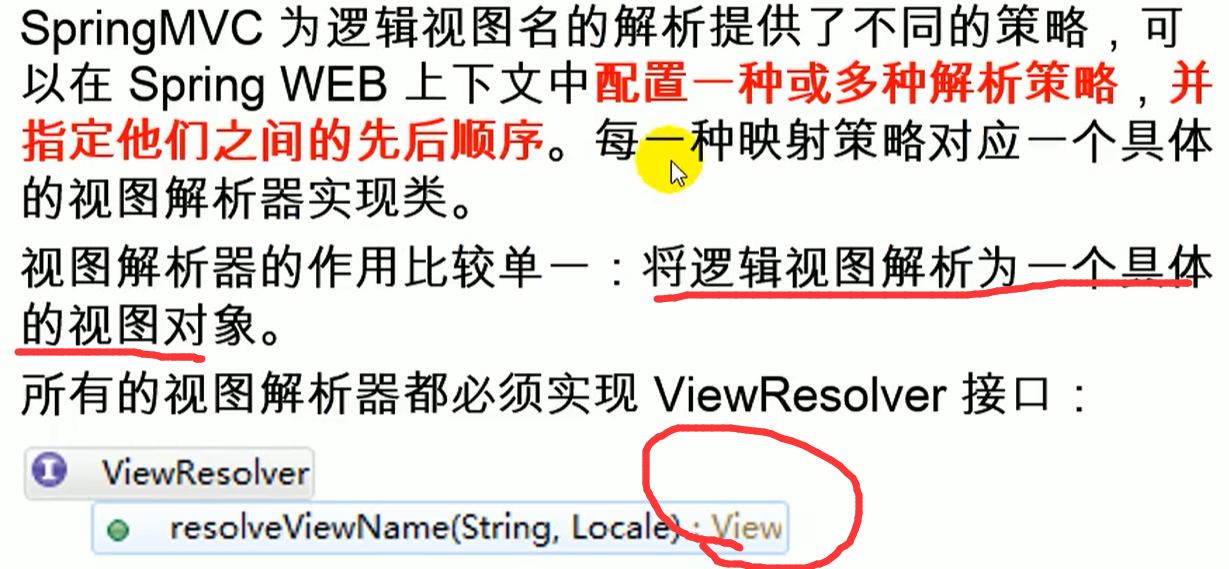 SpringMVC 为逻辑视图名的解析提供了不同的策略，可
以在 Spring WEB 上下文中配置一种或多种解析策略，并
指定他们之间的先后顺序。每一种映射策略对应一个具体
的视图解析器实现类。
视图解析器的作用比较单一：将逻辑视图解析为一个具体
的视图对象。
所有的视图解析器都必须实现 ViewResolver 接口：
I ViewResolver
resolveViewName(String, Locale) : View